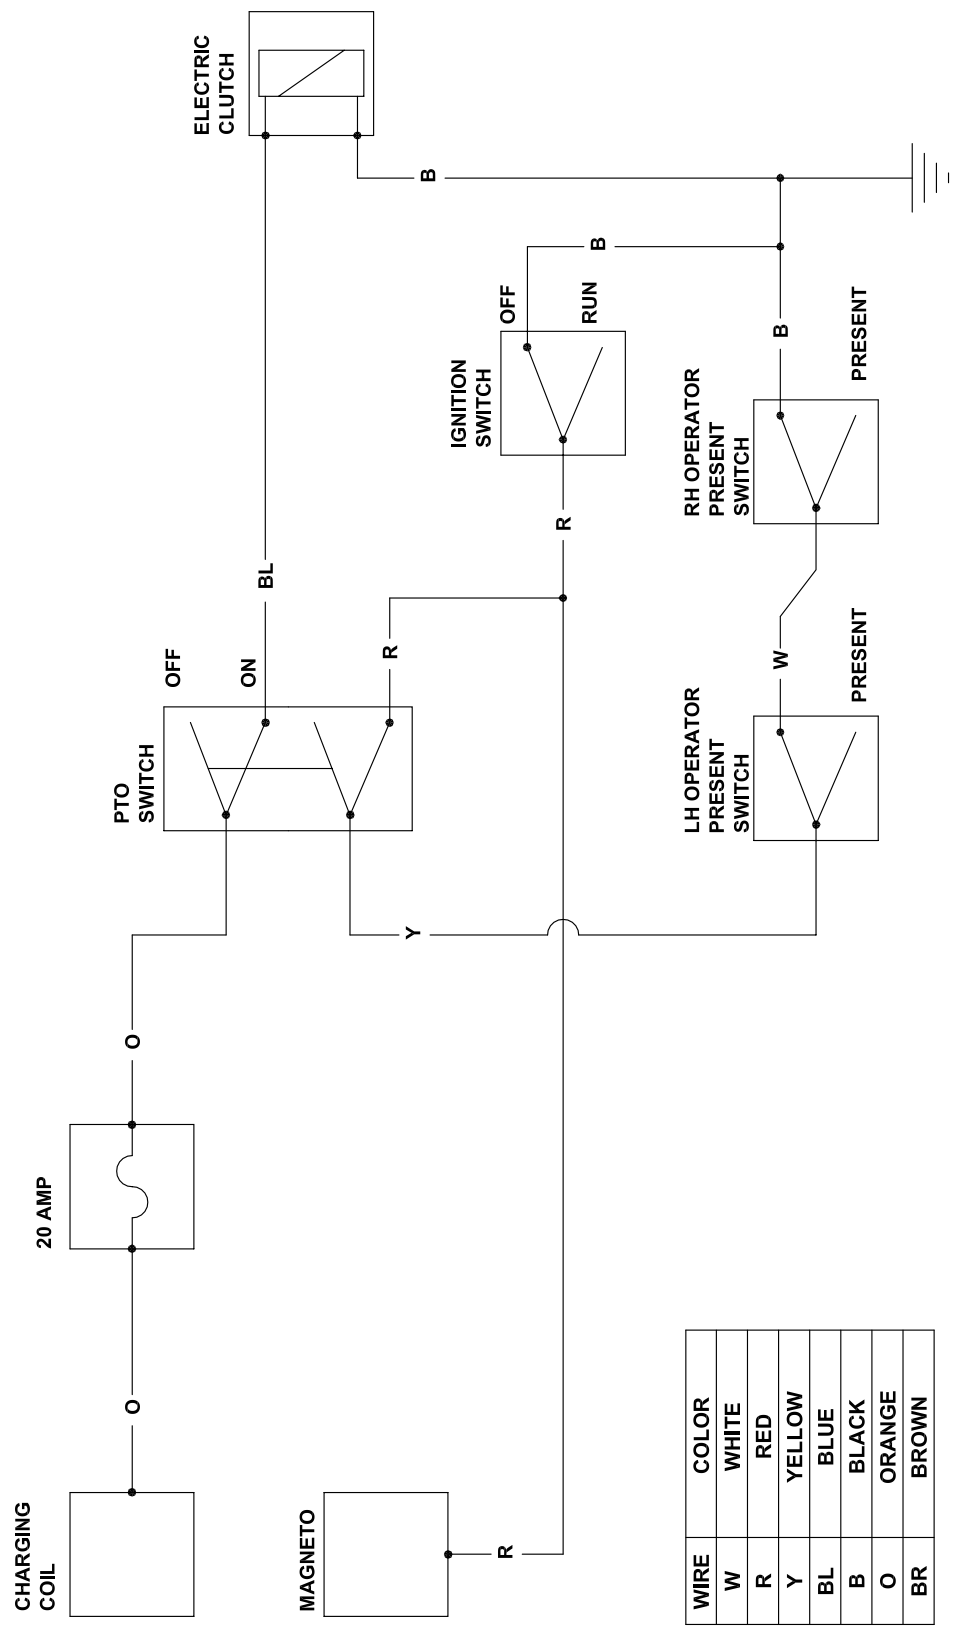 CHARGING
COIL
O
20 AMP
O
PTO
SWITCH
OFF
ON
BL
ELECTRIC
CLUTCH
MAGNETO
R
Y
R
R
IGNITION
SWITCH
OFF
RUN
B
B
LH OPERATOR
PRESENT
SWITCH
PRESENT
W
RH OPERATOR
PRESENT
SWITCH
PRESENT
B
WIRE COLOR
W WHITE
R RED
Y YELLOW
BL BLUE
B BLACK
O ORANGE
BR BROWN